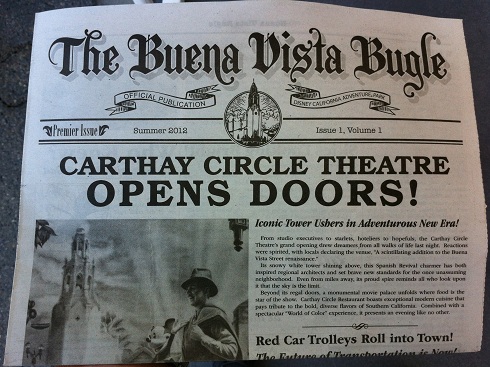 The Buena Vista Bugle
OFFICIAL PUBLICATION
DISNEY CALIFORNIA ADVENTURE PARK
Premier Issue
Summer 2012
Issue 1, Volume 1
CARTHAY CIRCLE THEATRE
OPENS DOORS!
Iconic Tower Ushers in Adventurous New Era!
From studio executives to starlets, hoteliers to hopefuls, the Carthay Circle
Theatre's grand opening drew dreamers from all walks of life last night. Reactions
were spirited, with locals declaring the venue, "A scintillating addition to the Buena
Vista Street renaissance."
Its snowy white tower shining above, this Spanish Revival charmer has both
inspired regional architects and set brave new standards for the once unassuming
neighborhood. Even from miles away, its proud spire reminds all who look upon
it that the sky is the limit.
Beyond its regal doors, a monumental movie palace unfolds where food is the
star of the show. Carthay Circle Restaurant boasts exceptional modern cuisine that
pays tribute to the bold, diverse flavors of Southern California. Combined with a
spectacular "World of Color" experience, it presents an evening like no other.
Red Car Trolleys Roll into Town!
The Future of Transportation is Now!